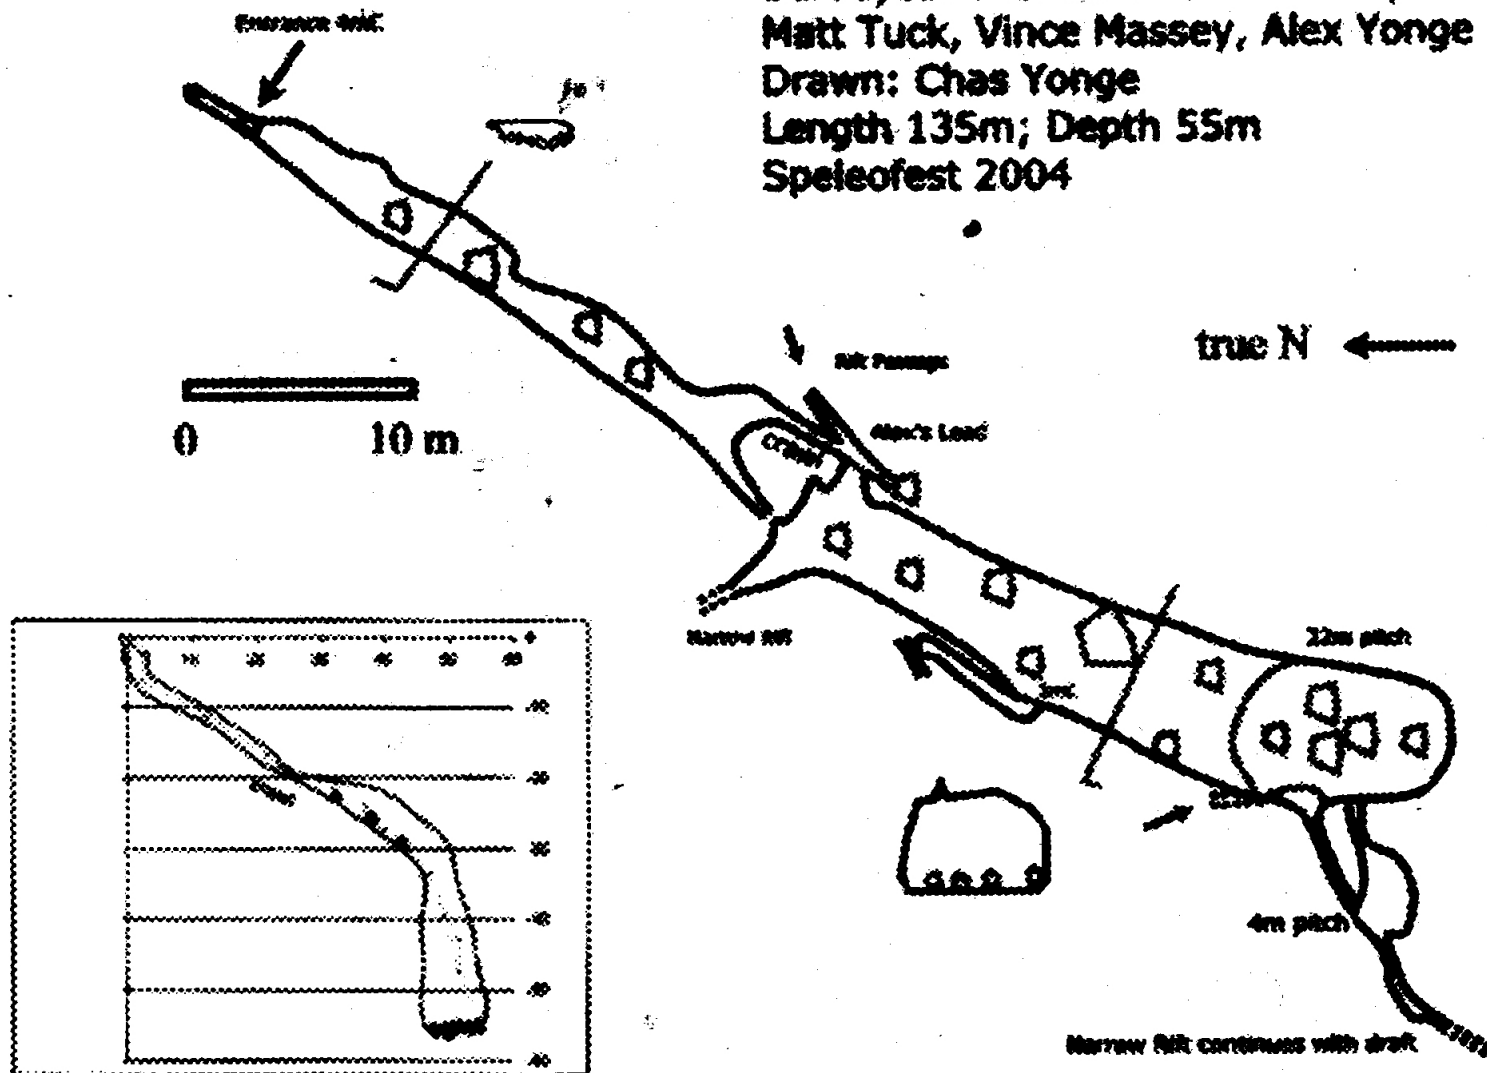 Entrance
Matt Tuck, Vince Massey, Alex Yonge
Drawn: Chas Yonge
Length 135m; Depth 55m
Speleofest 2004
true N
Rift Passage
Alex's Lead
0 10 m
crawl
Narrow Rift
22m pitch
4m pitch
Narrow Rift continues with draft